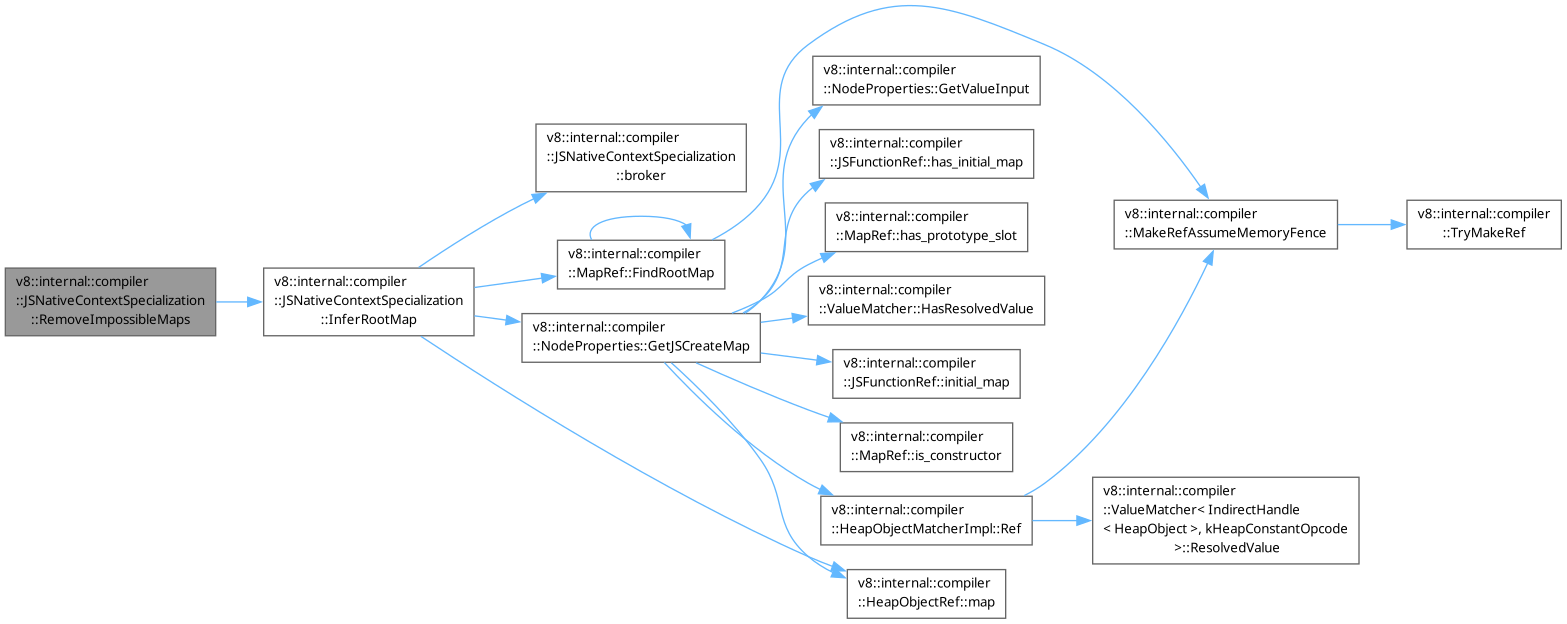 v8::internal::compiler
::JSNativeContextSpecialization
::RemoveImpossibleMaps
v8::internal::compiler
::JSNativeContextSpecialization
::InferRootMap
v8::internal::compiler
::JSNativeContextSpecialization
::broker
v8::internal::compiler
::MapRef::FindRootMap
v8::internal::compiler
::NodeProperties::GetJSCreateMap
v8::internal::compiler
::NodeProperties::GetValueInput
v8::internal::compiler
::JSFunctionRef::has_initial_map
v8::internal::compiler
::MapRef::has_prototype_slot
v8::internal::compiler
::ValueMatcher::HasResolvedValue
v8::internal::compiler
::JSFunctionRef::initial_map
v8::internal::compiler
::MapRef::is_constructor
v8::internal::compiler
::HeapObjectMatcherImpl::Ref
v8::internal::compiler
::HeapObjectRef::map
v8::internal::compiler
::MakeRefAssumeMemoryFence
v8::internal::compiler
::ValueMatcher< IndirectHandle
< HeapObject >, kHeapConstantOpcode
>::ResolvedValue
v8::internal::compiler
::TryMakeRef